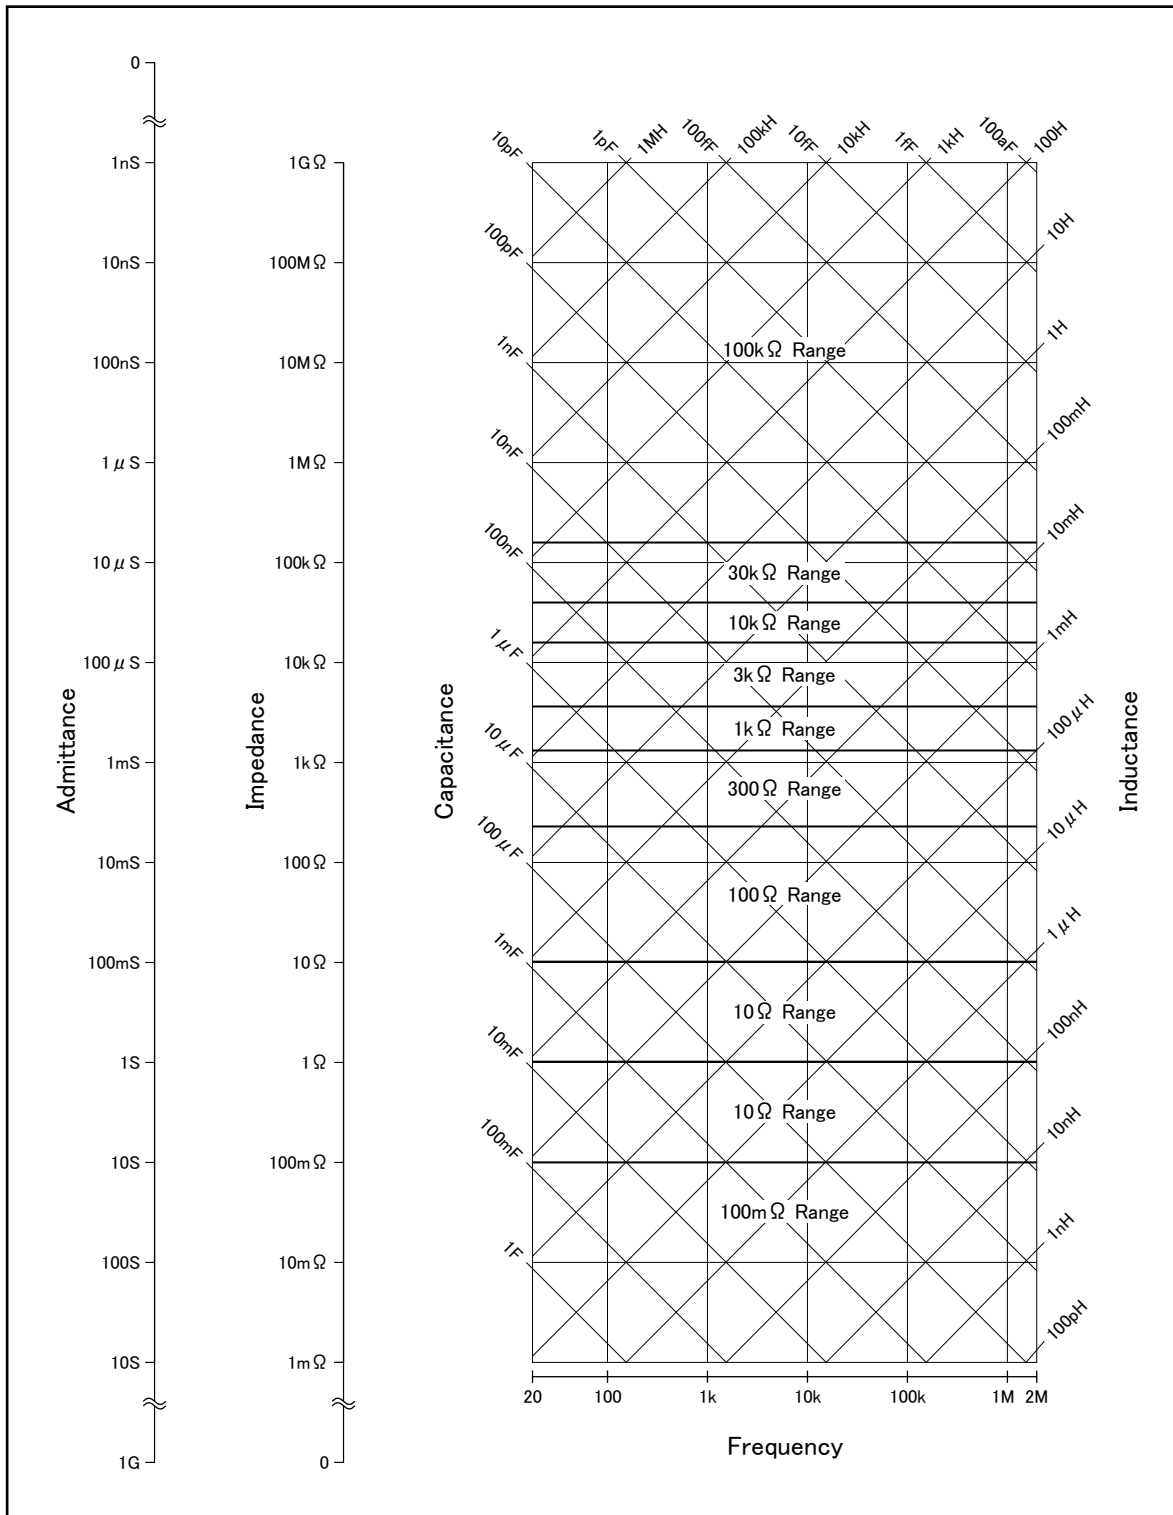 0
1nS
10nS
100nS
1μS
10μS
100μS
1mS
10mS
100mS
1S
10S
100S
10S
1G
Admittance
1GΩ
100MΩ
10MΩ
1MΩ
100kΩ
10kΩ
1kΩ
100Ω
10Ω
1Ω
100mΩ
10mΩ
1mΩ
0
Impedance
Capacitance
10pF
100pF
1nF
10nF
100nF
1μF
10μF
100μF
1mF
10mF
100mF
1F
1pF
1MH
100fF
100kH
10fF
10kH
1fF
1kH
100aF
100H
10H
1H
100mH
10mH
1mH
100μH
10μH
1μH
100nH
10nH
1nH
100pH
Inductance
100kΩ Range
30kΩ Range
10kΩ Range
3kΩ Range
1kΩ Range
300Ω Range
100Ω Range
10Ω Range
10Ω Range
100mΩ Range
20
100
1k
10k
100k
1M
2M
Frequency